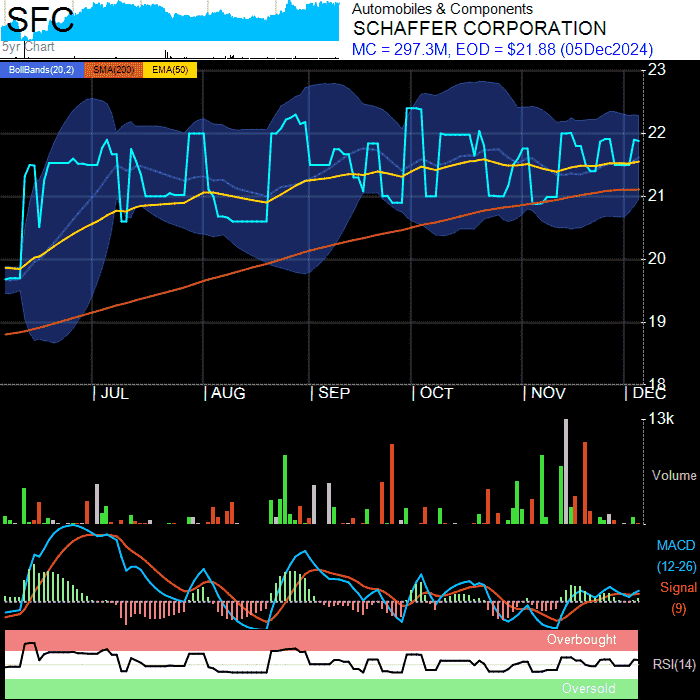 SFC
5yr Chart
Automobiles & Components
SCHAFFER CORPORATION
MC = 297.3M, EOD = $21.88 (05Dec2024)
BollBands(20,2) SMA(200) EMA(50)
23
22
21
20
19
18
| JUL | AUG | SEP | OCT | NOV | DEC
13k
Volume
MACD
(12-26)
Signal
(9)
Overbought
RSI(14)
Oversold